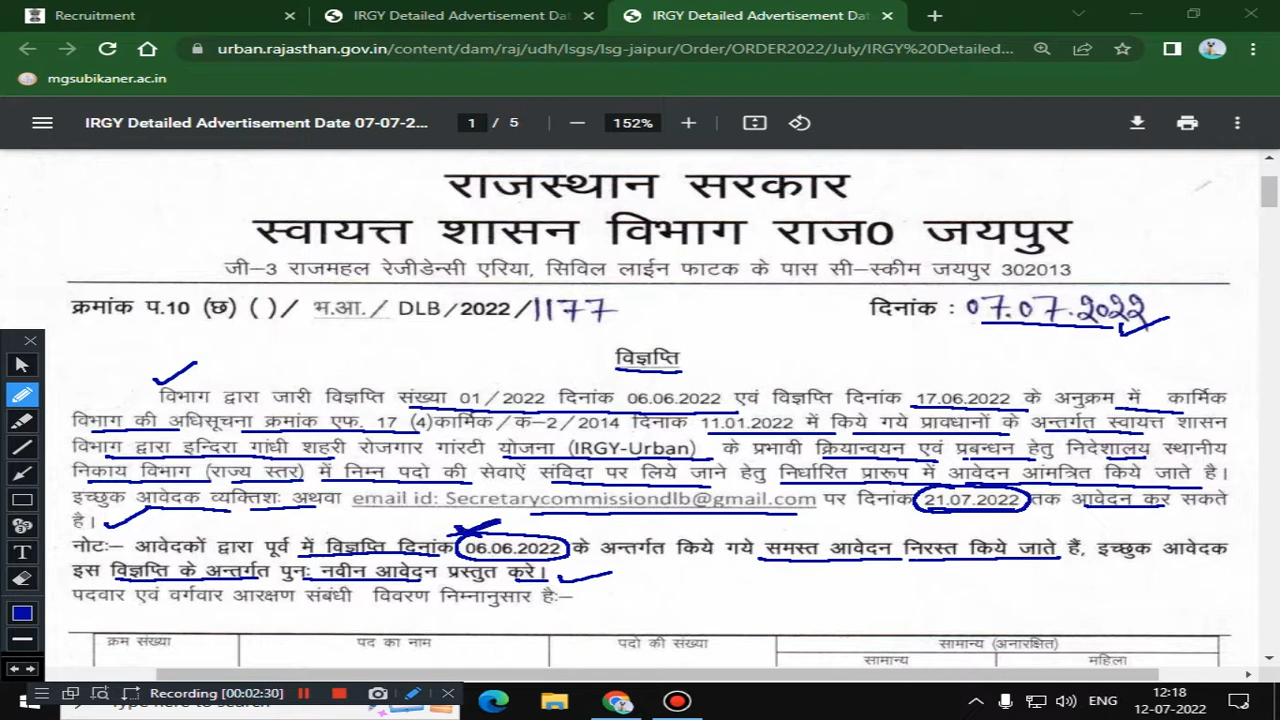 Recruitment
IRGY Detailed Advertisement Dat
IRGY Detailed Advertisement Dat
urban.rajasthan.gov.in/content/dam/raj/udh/lsgs/lsg-jaipur/Order/ORDER2022/July/IRGY%20Detailed...
mgsubikaner.ac.in
IRGY Detailed Advertisement Date 07-07-2...
1 / 5
152%
राजस्थान सरकार
स्वायत्त शासन विभाग राज0 जयपुर
जी-3 राजमहल रेजीडेन्सी एरिया, सिविल लाईन फाटक के पास सी-स्कीम जयपुर 302013
क्रमांक प.10 (छ) ( )/ भ.आ./ DLB/2022/1177 दिनांक : 07.07.2022
विज्ञप्ति
विभाग द्वारा जारी विज्ञप्ति संख्या 01/2022 दिनांक 06.06.2022 एवं विज्ञप्ति दिनांक 17.06.2022 के अनुक्रम में कार्मिक
विभाग की अधिसूचना क्रमांक एफ. 17 (4)कार्मिक/क-2/2014 दिनांक 11.01.2022 में किये गये प्रावधानों के अन्तर्गत स्वायत शासन
विभाग द्वारा इन्दिरा गांधी शहरी रोजगार गांरटी योजना (IRGY-Urban) के प्रभावी क्रियान्वयन एवं प्रबन्धन हेतु निदेशालय स्थानीय
निकाय विभाग (राज्य स्तर) में निम्न पदो की सेवाऐं संविदा पर लिये जाने हेतु निर्धारित प्रारूप में आवेदन आंमत्रित किये जाते है।
इच्छुक आवेदक व्यक्तिशः अथवा email id: Secretarycommissiondlb@gmail.com पर दिनांक 21.07.2022 तक आवेदन कर सकते
है।
नोटः- आवेदकों द्वारा पूर्व में विज्ञप्ति दिनांक 06.06.2022 के अन्तर्गत किये गये समस्त आवेदन निरस्त किये जाते हैं, इच्छुक आवेदक
इस विज्ञप्ति के अन्तर्गत पुनः नवीन आवेदन प्रस्तुत करे।
पदवार एवं वर्गवार आरक्षण संबंधी विवरण निम्नानुसार हैः-
क्रम संख्या पद का नाम पदो की संख्या सामान्य (अनारक्षित)
सामान्य महिला
Recording [00:02:30]
Type here to search
ENG
12:18
12-07-2022